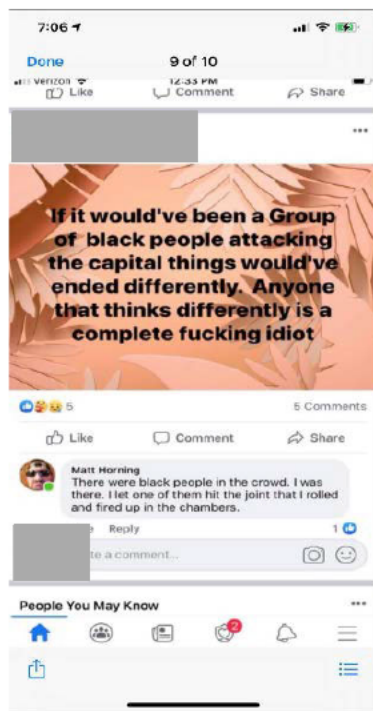 7:06
Done
9 of 10
verizon
12:33 PM
Like
Comment
Share
If it would've been a Group
of black people attacking
the capital things would've
ended differently. Anyone
that thinks differently is a
complete fucking idiot
5
5 Comments
Like
Comment
Share
Matt Horning
There were black people in the crowd. I was
there. I let one of them hit the joint that I rolled
and fired up in the chambers.
Reply
1
te a comment...
People You May Know
2